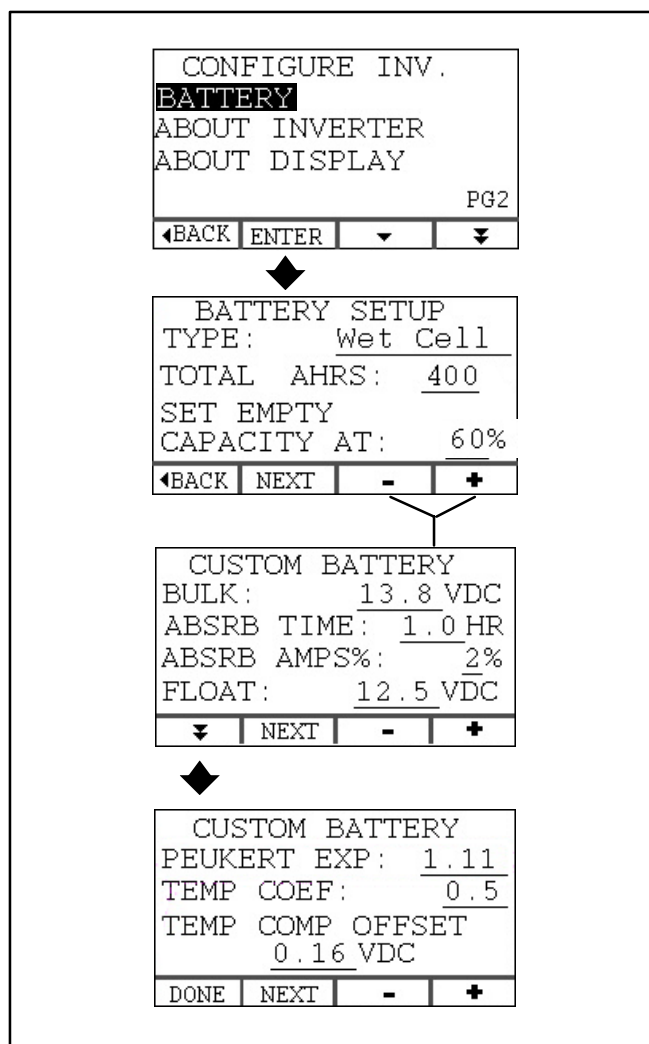 CONFIGURE INV.
BATTERY
ABOUT INVERTER
ABOUT DISPLAY
PG2
BACK ENTER
BATTERY SETUP
TYPE: Wet Cell
TOTAL AHRS: 400
SET EMPTY
CAPACITY AT: 60%
BACK NEXT - +
CUSTOM BATTERY
BULK: 13.8 VDC
ABSRB TIME: 1.0 HR
ABSRB AMPS%: 2%
FLOAT: 12.5 VDC
NEXT - +
CUSTOM BATTERY
PEUKERT EXP: 1.11
TEMP COEF: 0.5
TEMP COMP OFFSET
0.16 VDC
DONE NEXT - +